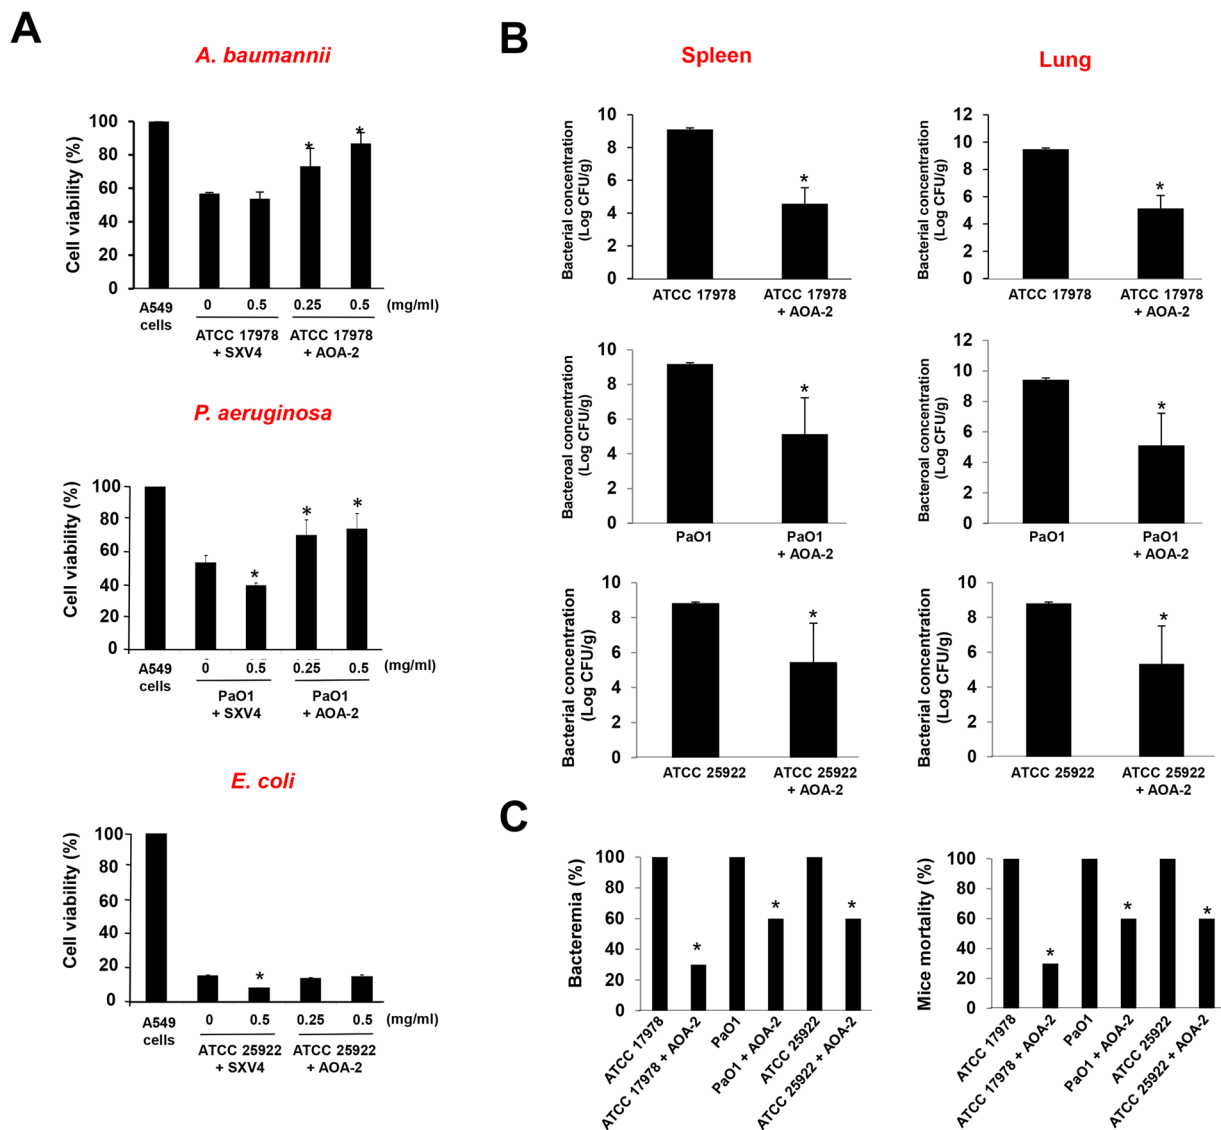 A
A. baumannii
Cell viability (%)
100
80
60
40
20
0
A549
cells
0
0.5
0.25
0.5
(mg/ml)
ATCC 17978
+ SXV4
ATCC 17978
+ AOA-2
*
*
P. aeruginosa
Cell viability (%)
100
80
60
40
20
0
A549
cells
0
0.5
0.25
0.5
(mg/ml)
PaO1
+ SXV4
PaO1
+ AOA-2
*
*
*
E. coli
Cell viability (%)
100
80
60
40
20
0
A549
cells
0
0.5
0.25
0.5
(mg/ml)
ATCC 25922
+ SXV4
ATCC 25922
+ AOA-2
*
B
Spleen
Bacterial concentration
(Log CFU/g)
10
8
6
4
2
0
*
ATCC 17978
ATCC 17978
+ AOA-2
Lung
Bacterial concentration
(Log CFU/g)
12
10
8
6
4
2
0
*
ATCC 17978
ATCC 17978
+ AOA-2
Bacteroal concentration
(Log CFU/g)
10
8
6
4
2
0
*
PaO1
PaO1
+ AOA-2
Bacteroal concentration
(Log CFU/g)
12
10
8
6
4
2
0
*
PaO1
PaO1
+ AOA-2
Bacterial concentration
(Log CFU/g)
10
8
6
4
2
0
*
ATCC 25922
ATCC 25922
+ AOA-2
Bacterial concentration
(Log CFU/g)
10
8
6
4
2
0
*
ATCC 25922
ATCC 25922
+ AOA-2
C
Bacteremia (%)
100
80
60
40
20
0
*
*
*
ATCC 17978
ATCC 17978 + AOA-2
PaO1
PaO1 + AOA-2
ATCC 25922
ATCC 25922 + AOA-2
Mice mortality (%)
100
80
60
40
20
0
*
*
*
ATCC 17978
ATCC 17978 + AOA-2
PaO1
PaO1 + AOA-2
ATCC 25922
ATCC 25922 + AOA-2